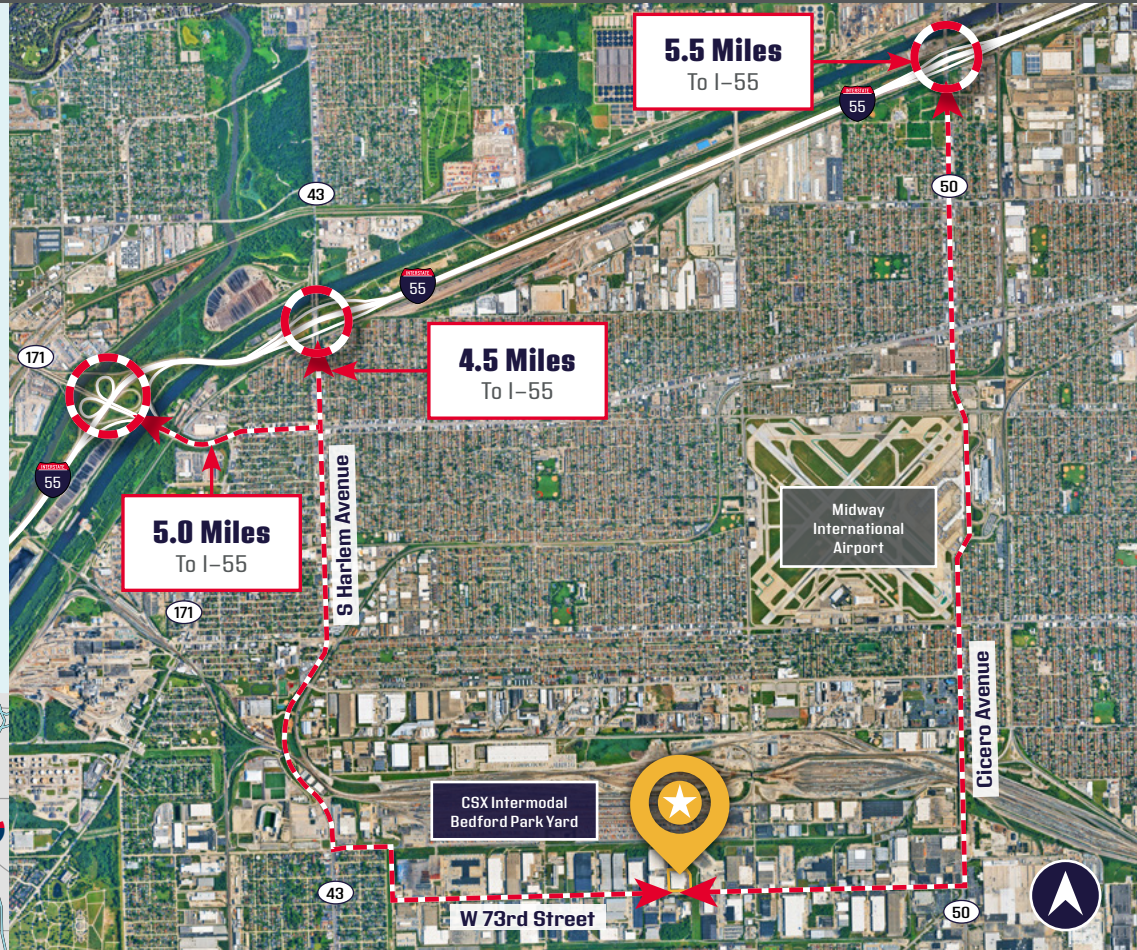 5.5 Miles
To I-55
INTERSTATE
55
50
43
INTERSTATE
55
171
4.5 Miles
To I-55
INTERSTATE
55
5.0 Miles
To I-55
S Harlem Avenue
Midway
International
Airport
171
Cicero Avenue
CSX Intermodal
Bedford Park Yard
43
W 73rd Street
50